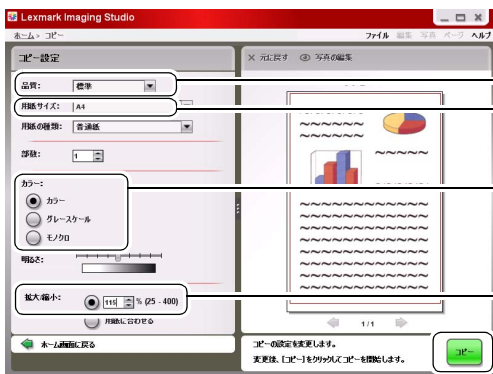 Lexmark Imaging Studio
ホーム > コピー
ファイル 編集 写真 ページ ヘルプ
コピー設定
元に戻す 写真の編集
品質: 標準
用紙サイズ: A4
用紙の種類: 普通紙
部数: 1
カラー:
カラー
グレースケール
モノクロ
明るさ:
拡大/縮小: 115 % (25 - 400)
用紙に合わせる
1/1
ホーム画面に戻る
コピーの設定を変更します。
変更後、[コピー]をクリックしてコピーを開始します。
コピー